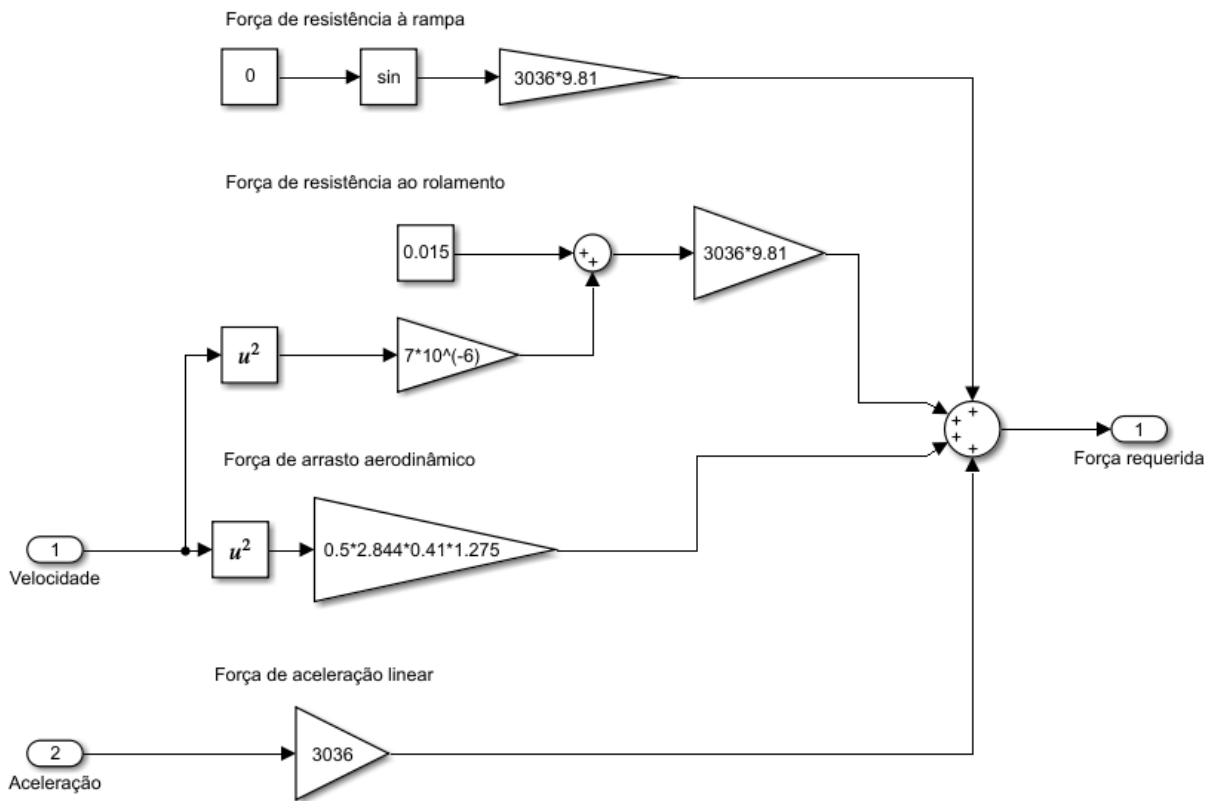 Força de resistência à rampa
0
sin
3036*9.81
Força de resistência ao rolamento
0.015
+
+
3036*9.81
u²
7*10^(-6)
+
+
+
+
1
Força requerida
Força de arrasto aerodinâmico
1
Velocidade
u²
0.5*2.844*0.41*1.275
Força de aceleração linear
2
Aceleração
3036